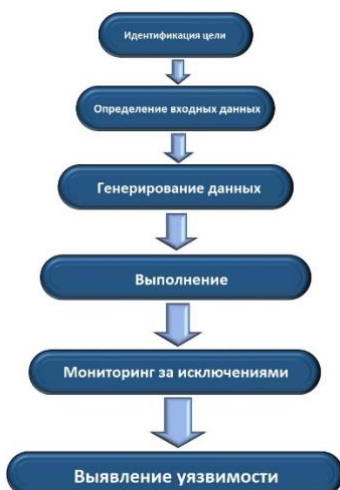 Идентификация цели
Определение входных данных
Генерирование данных
Выполнение
Мониторинг за исключениями
Выявление уязвимости